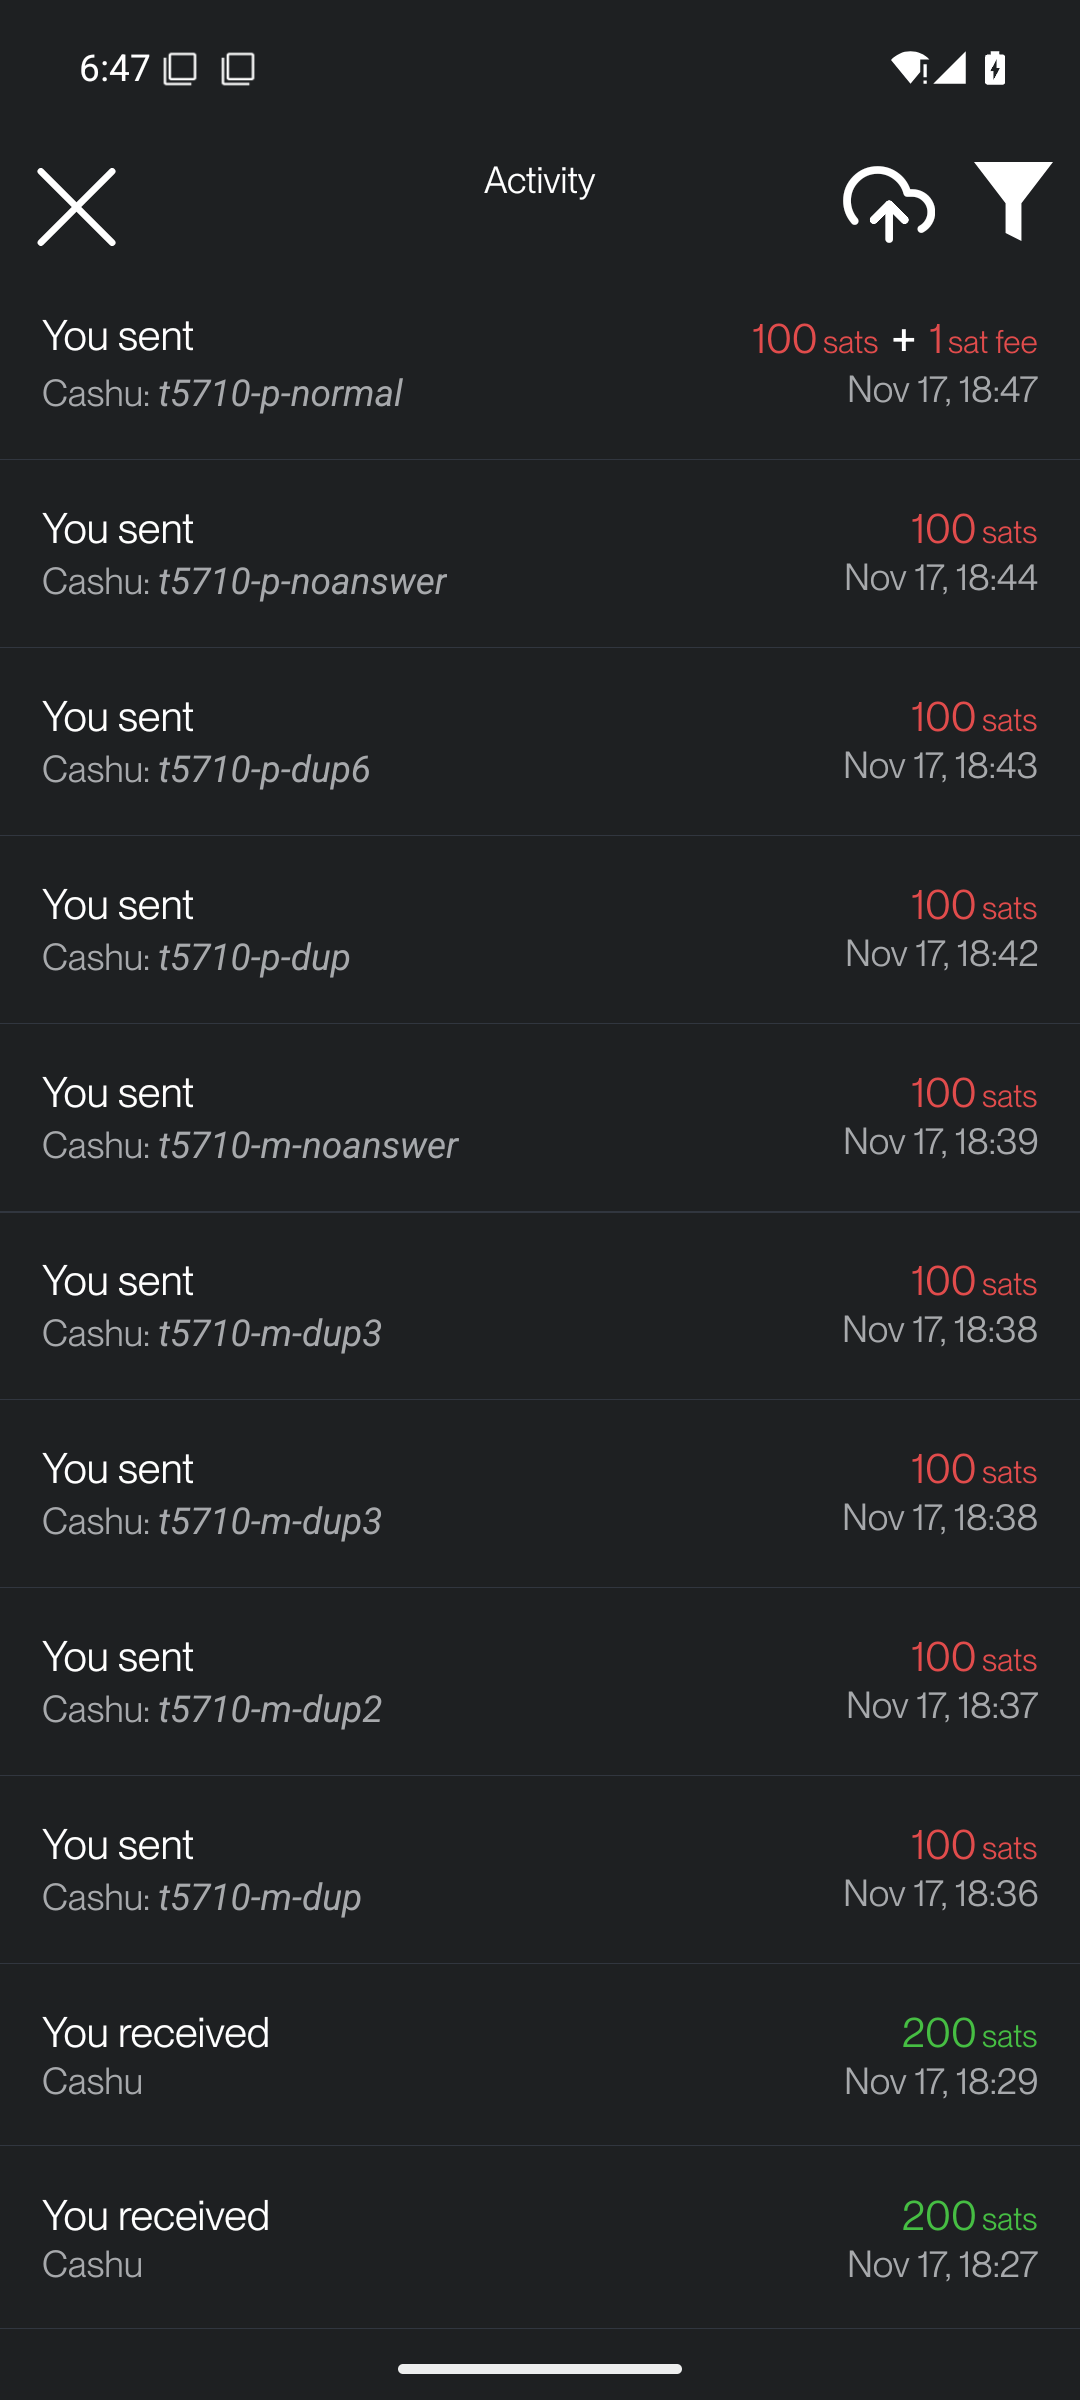 6:47
Activity
You sent
100 sats + 1 sat fee
Cashu: t5710-p-normal
Nov 17, 18:47
You sent
100 sats
Cashu: t5710-p-noanswer
Nov 17, 18:44
You sent
100 sats
Cashu: t5710-p-dup6
Nov 17, 18:43
You sent
100 sats
Cashu: t5710-p-dup
Nov 17, 18:42
You sent
100 sats
Cashu: t5710-m-noanswer
Nov 17, 18:39
You sent
100 sats
Cashu: t5710-m-dup3
Nov 17, 18:38
You sent
100 sats
Cashu: t5710-m-dup3
Nov 17, 18:38
You sent
100 sats
Cashu: t5710-m-dup2
Nov 17, 18:37
You sent
100 sats
Cashu: t5710-m-dup
Nov 17, 18:36
You received
200 sats
Cashu
Nov 17, 18:29
You received
200 sats
Cashu
Nov 17, 18:27